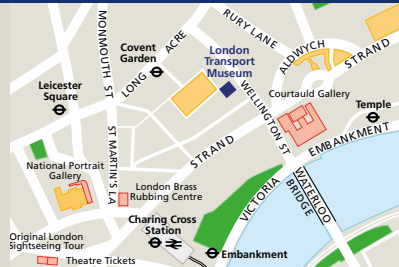 MONMOUTH ST
LONG ACRE
RURY LANE
ALDWYCH
STRAND
Covent
Garden
London
Transport
Museum
Leicester
Square
Courtauld Gallery
Temple
WELLINGTON ST
ST MARTIN'S LA
STRAND
EMBANKMENT
National Portrait
Gallery
London Brass
Rubbing Centre
VICTORIA
WATERLOO
BRIDGE
Charing Cross
Station
Original London
Sightseeing Tour
Embankment
Theatre Tickets